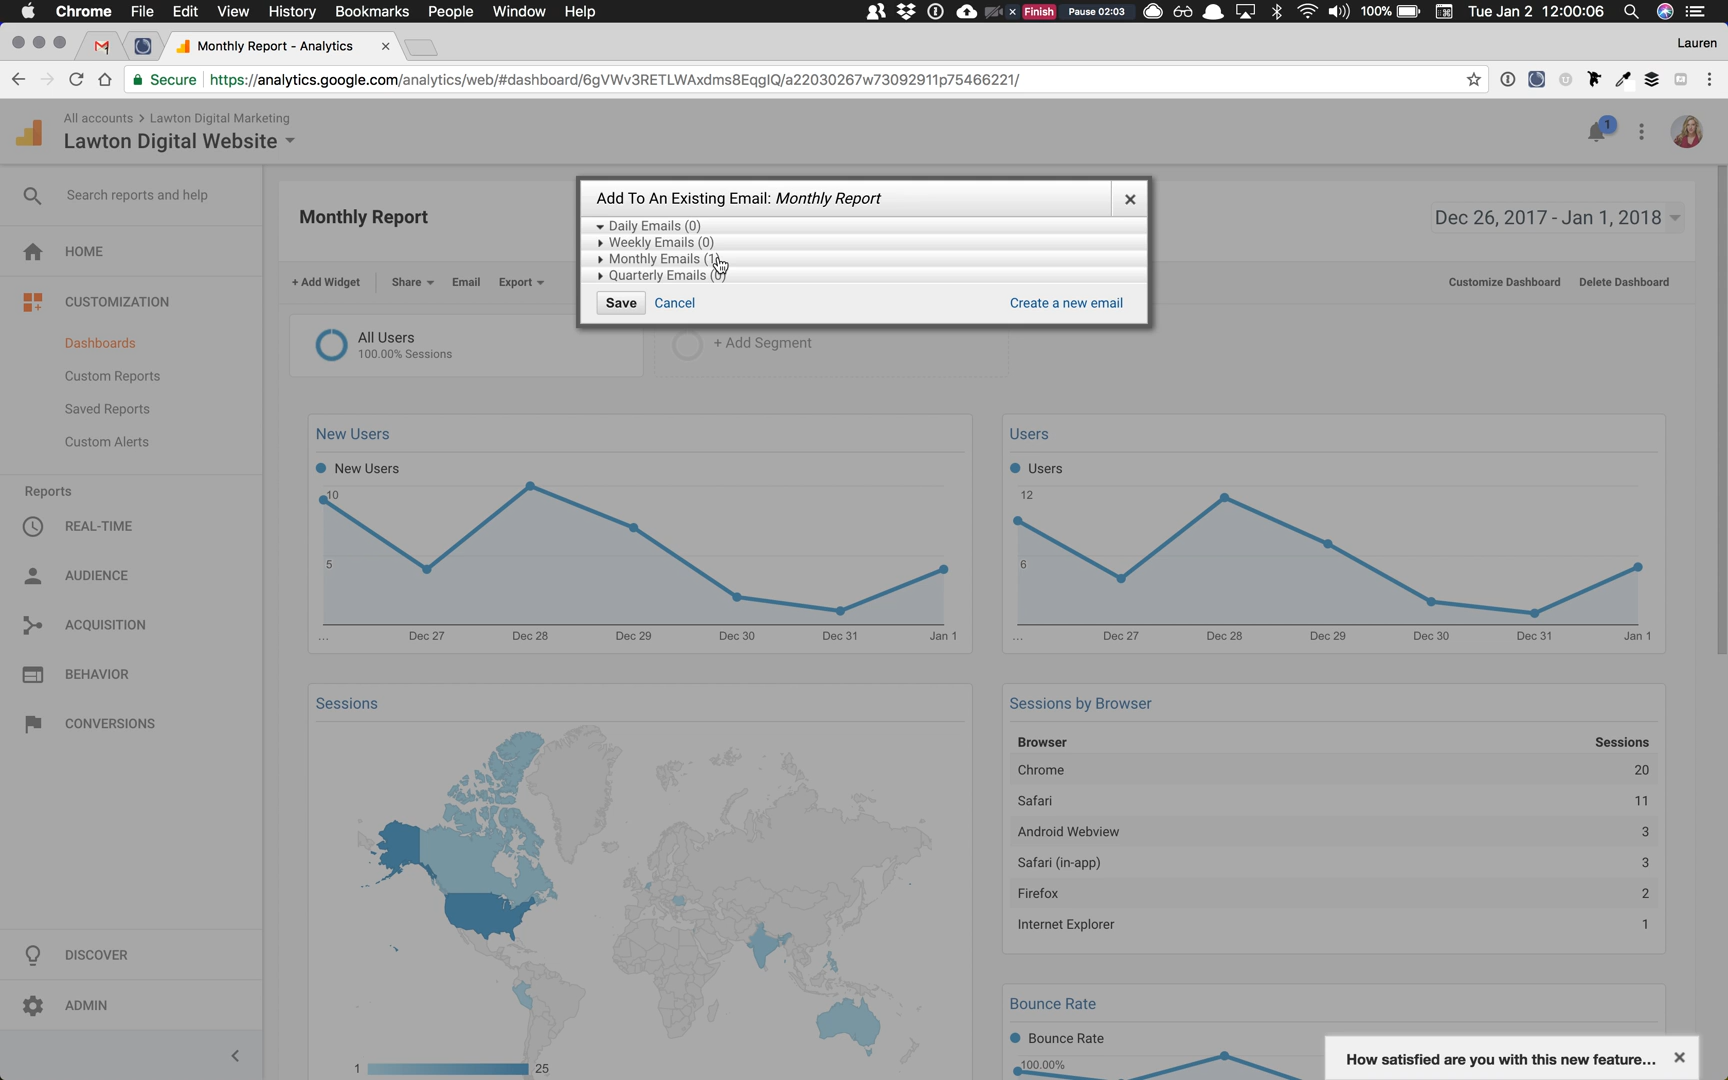 Chrome File Edit View History Bookmarks People Window Help
Finish Pause 02:03 100% Tue Jan 2 12:00:06
Monthly Report - Analytics
Lauren
Secure https://analytics.google.com/analytics/web/#dashboard/6gVWv3RETLWAxdms8EqgIQ/a22030267w73092911p75466221/
All accounts > Lawton Digital Marketing
Lawton Digital Website
1
Search reports and help
HOME
CUSTOMIZATION
Dashboards
Custom Reports
Saved Reports
Custom Alerts
Reports
REAL-TIME
AUDIENCE
ACQUISITION
BEHAVIOR
CONVERSIONS
DISCOVER
ADMIN
Monthly Report
Dec 26, 2017 - Jan 1, 2018
+ Add Widget Share Email Export
Customize Dashboard Delete Dashboard
Add To An Existing Email: Monthly Report
Daily Emails (0)
Weekly Emails (0)
Monthly Emails (1)
Quarterly Emails (0)
Save Cancel Create a new email
All Users
100.00% Sessions
+ Add Segment
New Users
New Users
10
5
... Dec 27 Dec 28 Dec 29 Dec 30 Dec 31 Jan 1
Users
Users
12
6
... Dec 27 Dec 28 Dec 29 Dec 30 Dec 31 Jan 1
Sessions
1 25
Sessions by Browser
Browser Sessions
Chrome 20
Safari 11
Android Webview 3
Safari (in-app) 3
Firefox 2
Internet Explorer 1
Bounce Rate
Bounce Rate
100.00%
How satisfied are you with this new feature...